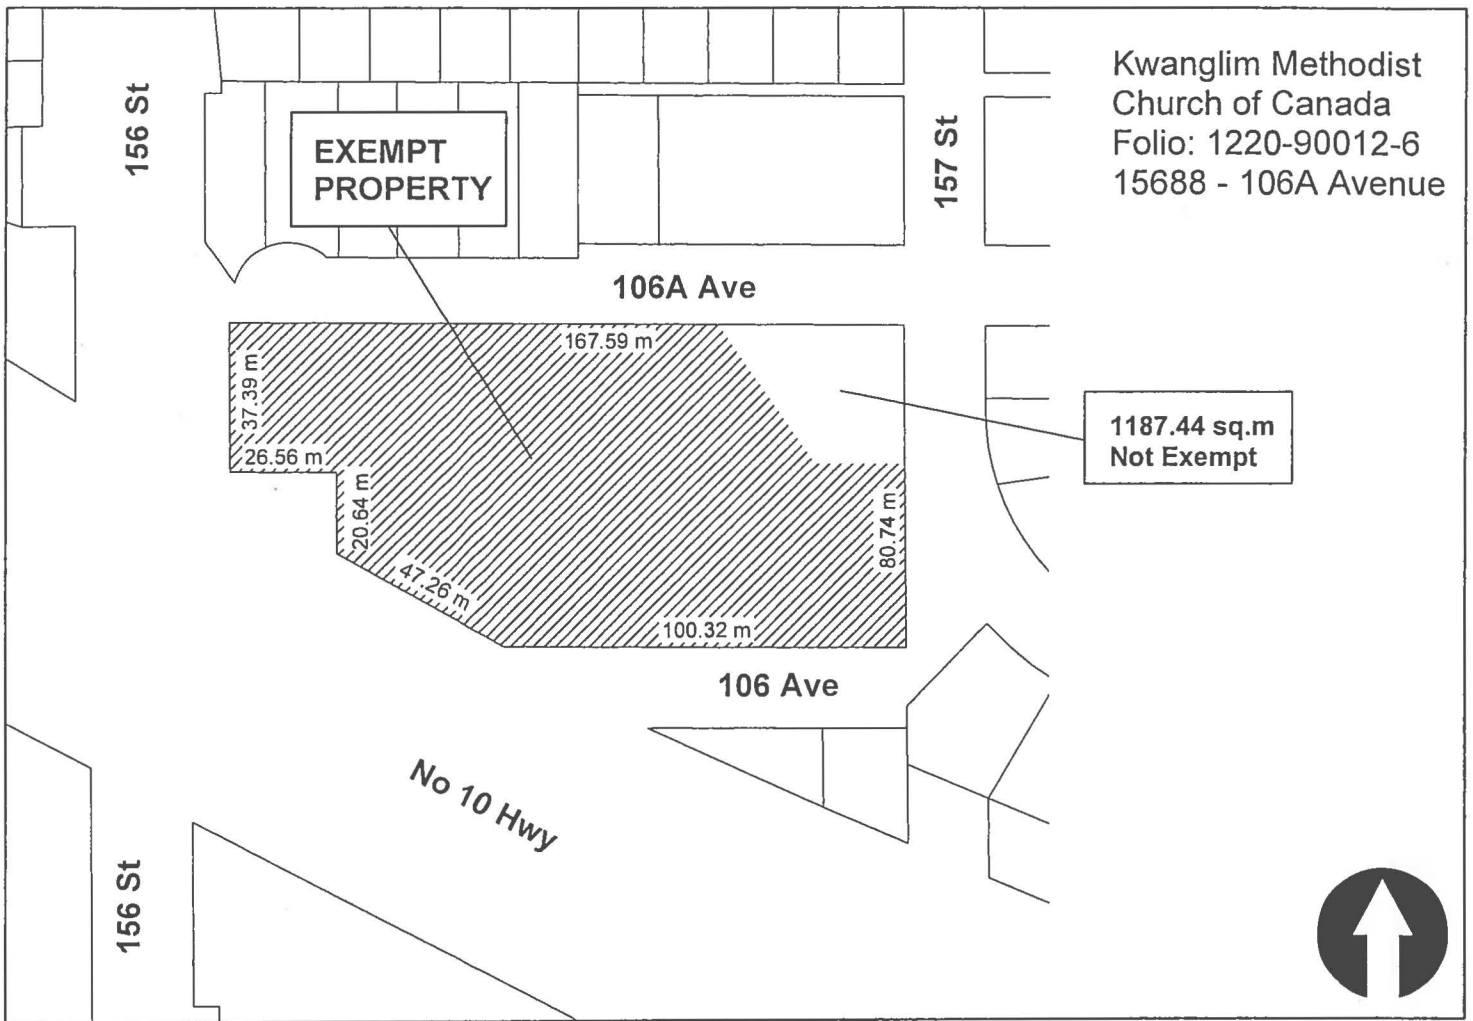 Kwanglim Methodist
Church of Canada
Folio: 1220-90012-6
15688 - 106A Avenue
156 St
EXEMPT
PROPERTY
157 St
106A Ave
167.59 m
37.39 m
26.56 m
20.64 m
47.26 m
100.32 m
80.74 m
1187.44 sq.m
Not Exempt
106 Ave
No 10 Hwy
156 St